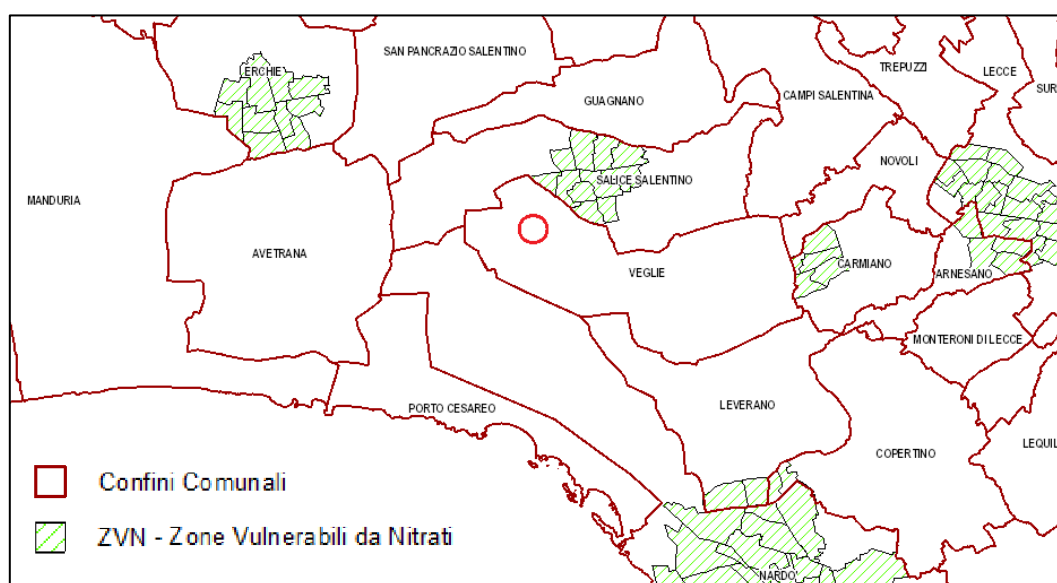 SAN PANCRAZIO SALENTINO
TREPUZZI
LECCE
ERCHIE
SUR
GUAGNANO
CAMPI SALENTINA
NOVOLI
SALICE SALENTINO
MANDURIA
AVETRANA
VEGLIE
CARMIANO
ARNESANO
MONTERONI DI LECCE
PORTO CESAREO
LEVERANO
LEQUIL
COPERTINO
Confini Comunali
ZVN - Zone Vulnerabili da Nitrati
NARDO'